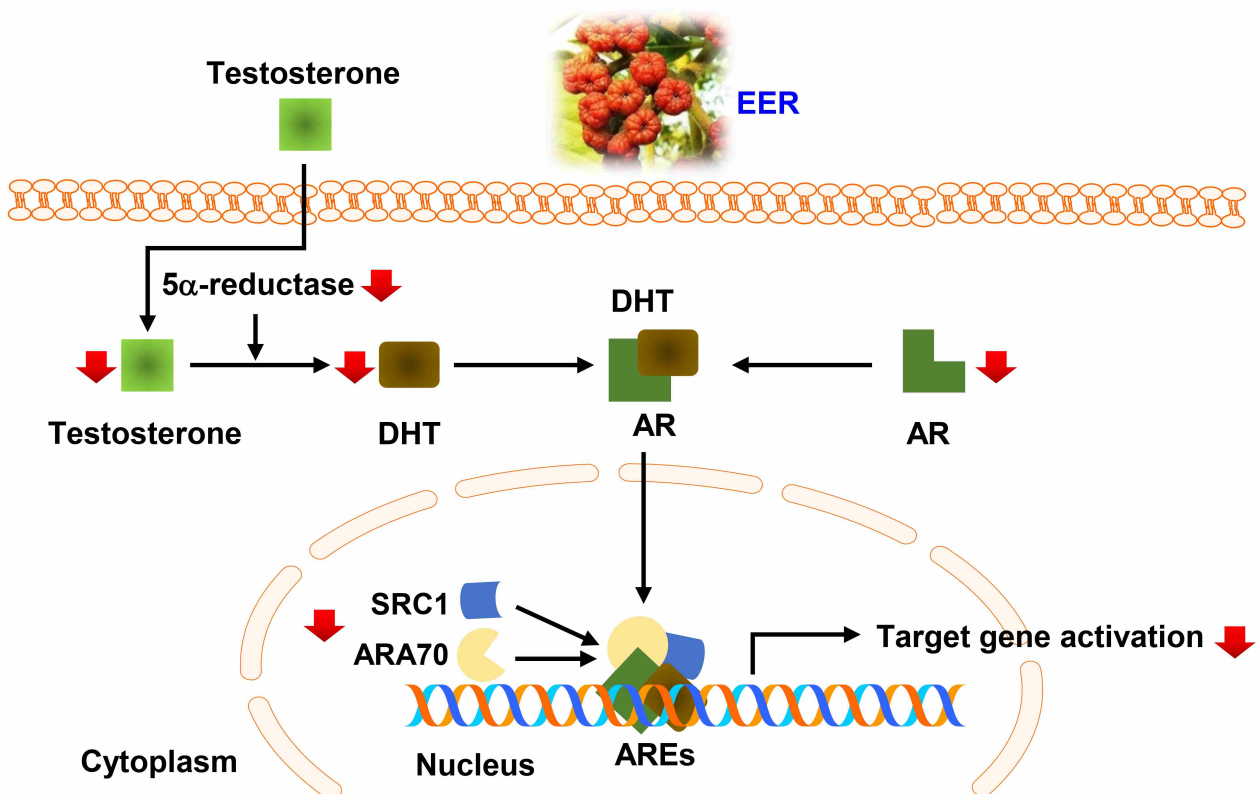 Testosterone
EER
5α-reductase
DHT
Testosterone
DHT
AR
AR
SRC1
ARA70
Target gene activation
Cytoplasm
Nucleus
AREs